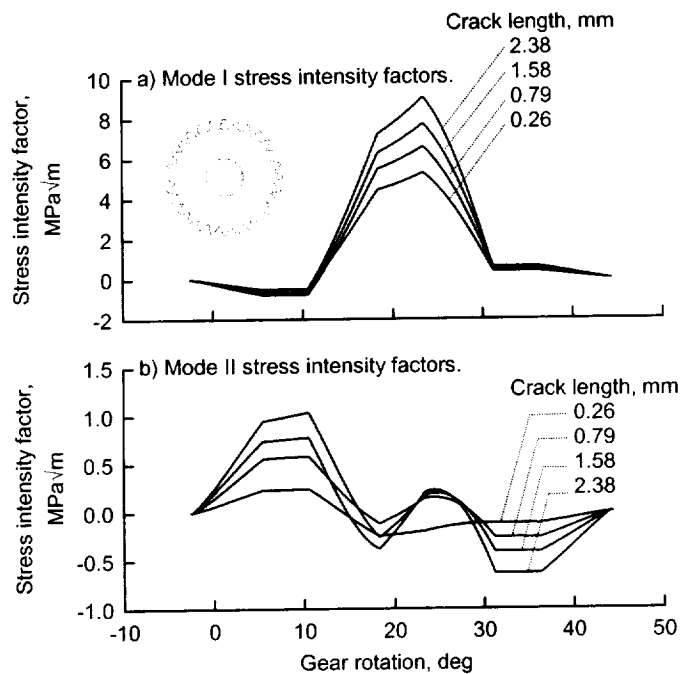 Crack length, mm
2.38
1.58
0.79
0.26
a) Mode I stress intensity factors.
Stress intensity factor,
MPa√m
10
8
6
4
2
0
-2
b) Mode II stress intensity factors.
Crack length, mm
0.26
0.79
1.58
2.38
Stress intensity factor,
MPa√m
1.5
1.0
0.5
0.0
-0.5
-1.0
-10 0 10 20 30 40 50
Gear rotation, deg